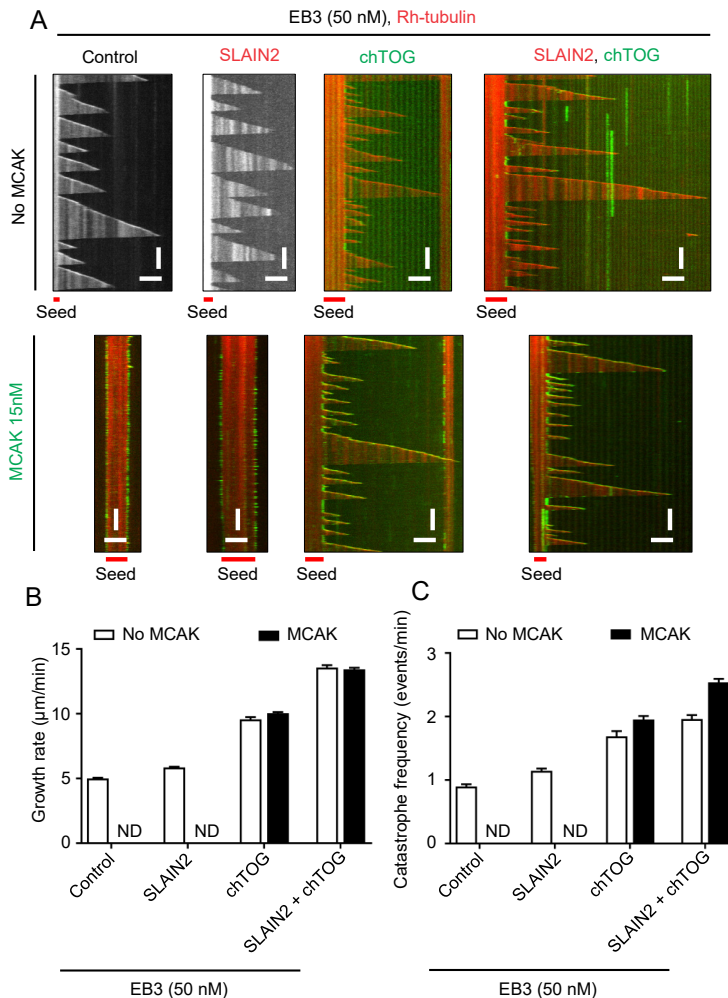 A
EB3 (50 nM), Rh-tubulin
Control
SLAIN2
chTOG
SLAIN2, chTOG
No MCAK
Seed
Seed
Seed
Seed
MCAK 15nM
Seed
Seed
Seed
Seed
B
No MCAK
MCAK
Growth rate (μm/min)
15
10
5
0
ND
ND
Control
SLAIN2
chTOG
SLAIN2 + chTOG
EB3 (50 nM)
C
No MCAK
MCAK
Catastrophe frequency (events/min)
3
2
1
0
ND
ND
Control
SLAIN2
chTOG
SLAIN2 + chTOG
EB3 (50 nM)